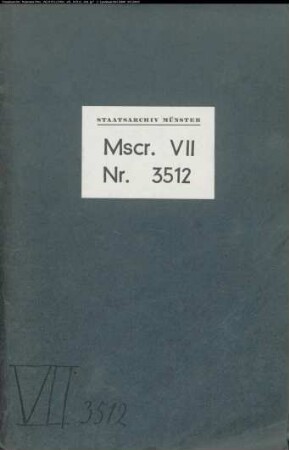 STAATSARCHIV MÜNSTER
Mscr. VII
Nr. 3512
VII 3512